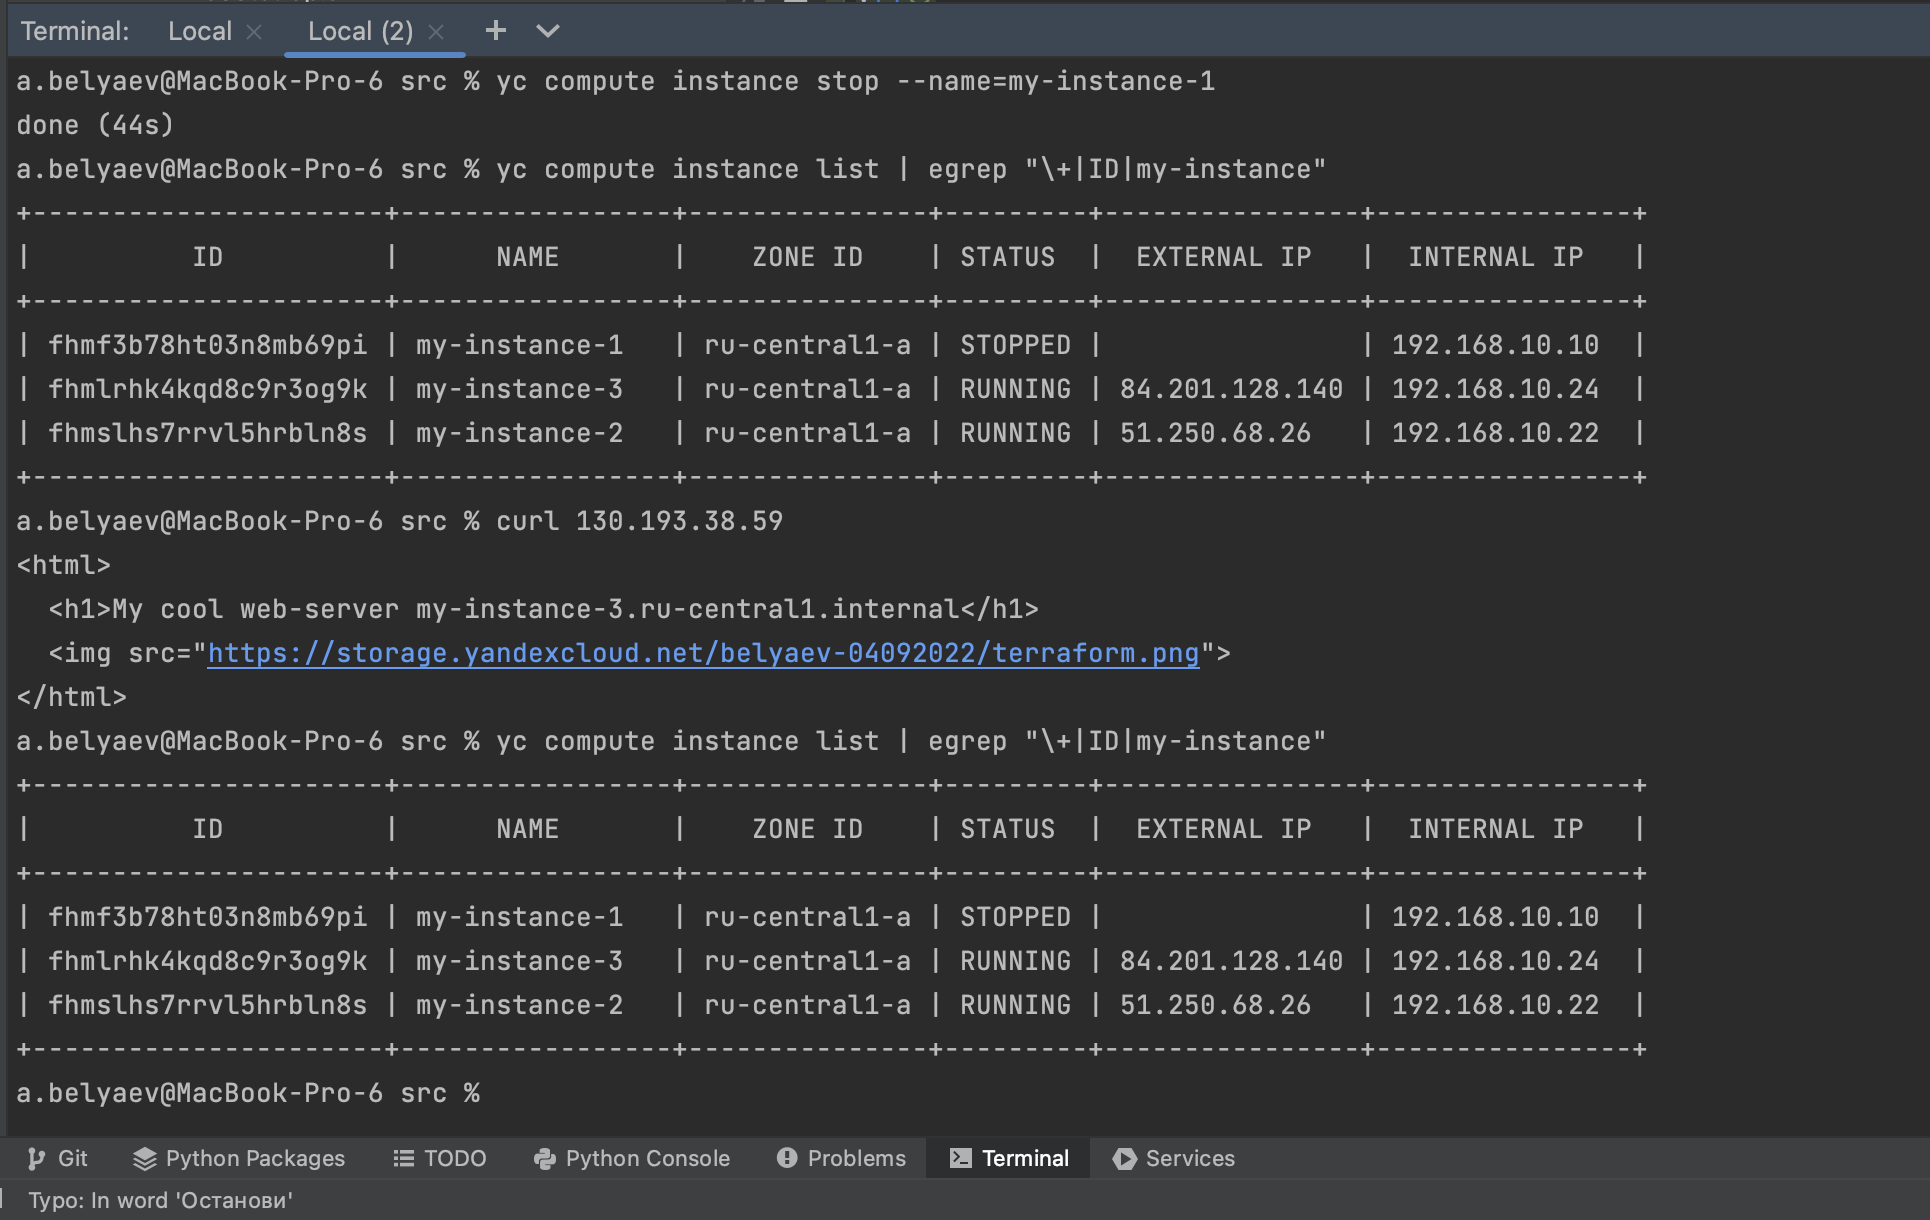 Terminal: Local Local (2)
a.belyaev@MacBook-Pro-6 src % yc compute instance stop --name=my-instance-1
done (44s)
a.belyaev@MacBook-Pro-6 src % yc compute instance list | egrep "\+|ID|my-instance"
+----------------------+-----------------+---------------+---------+----------------+----------------+
|          ID          |      NAME       |    ZONE ID    | STATUS  |  EXTERNAL IP   |  INTERNAL IP   |
+----------------------+-----------------+---------------+---------+----------------+----------------+
| fhmf3b78ht03n8mb69pi | my-instance-1   | ru-central1-a | STOPPED |                | 192.168.10.10  |
| fhmlrhk4kqd8c9r3og9k | my-instance-3   | ru-central1-a | RUNNING | 84.201.128.140 | 192.168.10.24  |
| fhmslhs7rrvl5hrbln8s | my-instance-2   | ru-central1-a | RUNNING | 51.250.68.26   | 192.168.10.22  |
+----------------------+-----------------+---------------+---------+----------------+----------------+
a.belyaev@MacBook-Pro-6 src % curl 130.193.38.59
<html>
  <h1>My cool web-server my-instance-3.ru-central1.internal</h1>
  <img src="https://storage.yandexcloud.net/belyaev-04092022/terraform.png">
</html>
a.belyaev@MacBook-Pro-6 src % yc compute instance list | egrep "\+|ID|my-instance"
+----------------------+-----------------+---------------+---------+----------------+----------------+
|          ID          |      NAME       |    ZONE ID    | STATUS  |  EXTERNAL IP   |  INTERNAL IP   |
+----------------------+-----------------+---------------+---------+----------------+----------------+
| fhmf3b78ht03n8mb69pi | my-instance-1   | ru-central1-a | STOPPED |                | 192.168.10.10  |
| fhmlrhk4kqd8c9r3og9k | my-instance-3   | ru-central1-a | RUNNING | 84.201.128.140 | 192.168.10.24  |
| fhmslhs7rrvl5hrbln8s | my-instance-2   | ru-central1-a | RUNNING | 51.250.68.26   | 192.168.10.22  |
+----------------------+-----------------+---------------+---------+----------------+----------------+
a.belyaev@MacBook-Pro-6 src %
Git Python Packages TODO Python Console Problems Terminal Services
Typo: In word 'Останови'